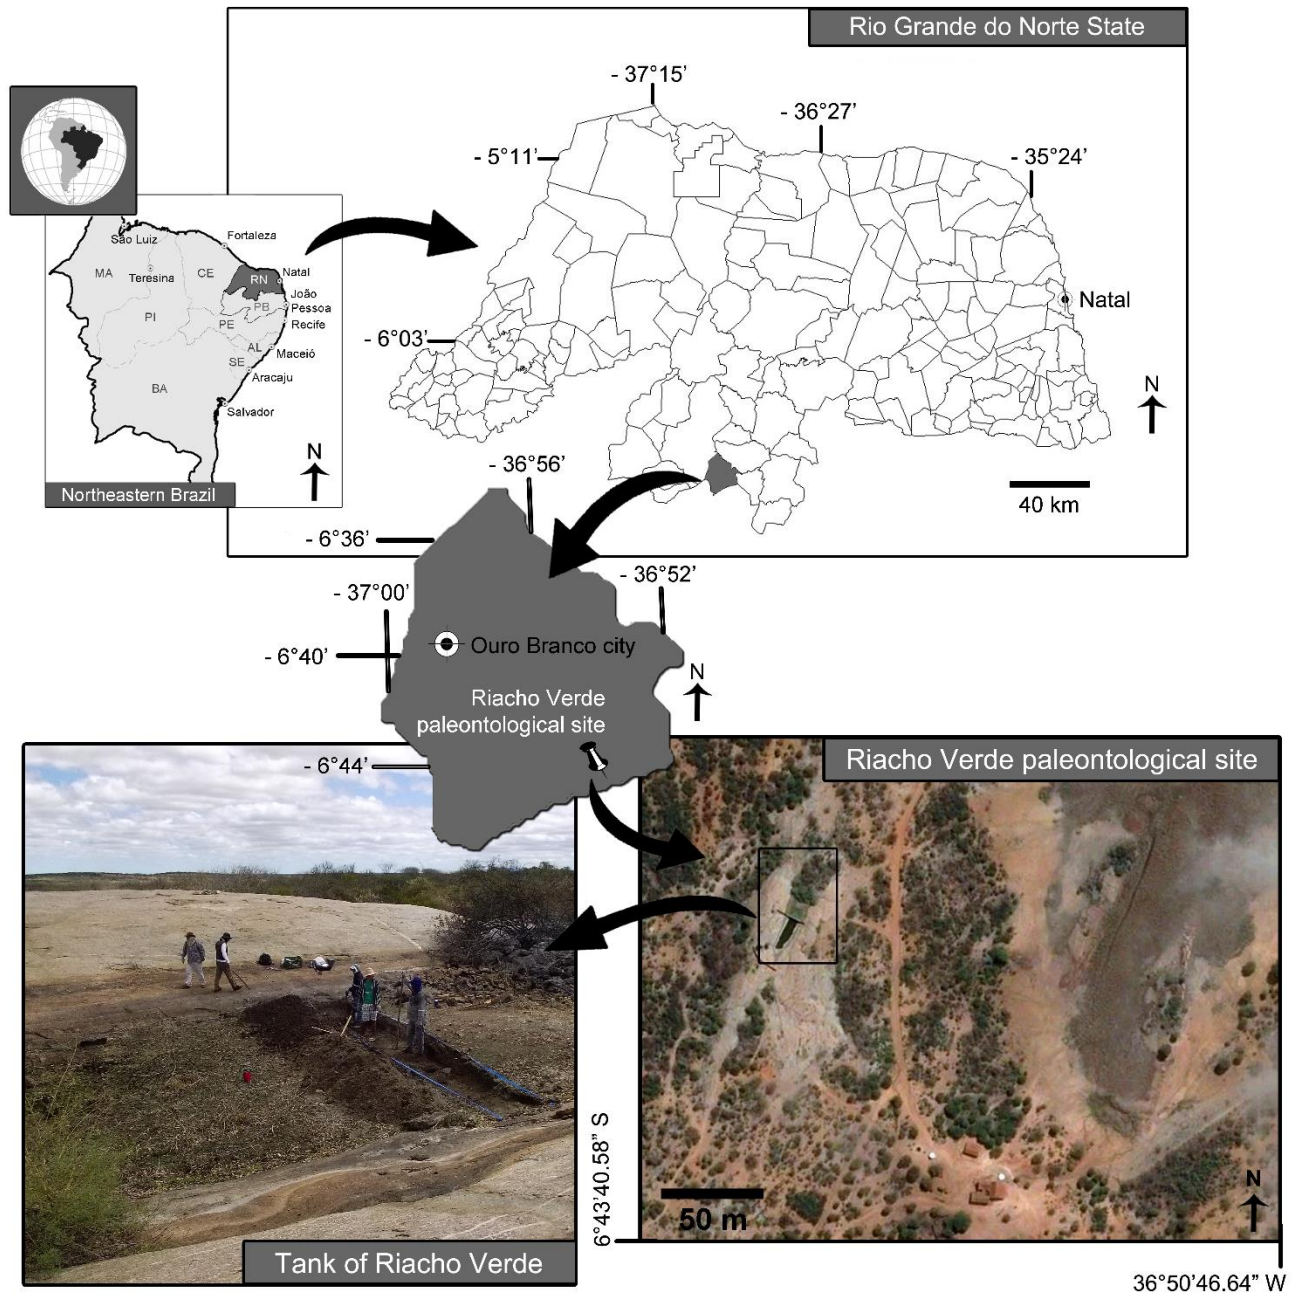 Rio Grande do Norte State
- 37°15’
- 36°27’
- 5°11’
- 35°24’
São Luiz
Fortaleza
MA
Teresina
CE
RN
Natal
João
Pessoa
PB
PI
PE
Recife
AL
Maceió
SE
Aracaju
BA
Salvador
N
Northeastern Brazil
Natal
- 6°03’
N
40 km
- 36°56’
- 6°36’
- 36°52’
- 37°00’
Ouro Branco city
- 6°40’
N
Riacho Verde
paleontological site
- 6°44’
Riacho Verde paleontological site
N
50 m
6°43’40.58” S
36°50’46.64” W
Tank of Riacho Verde